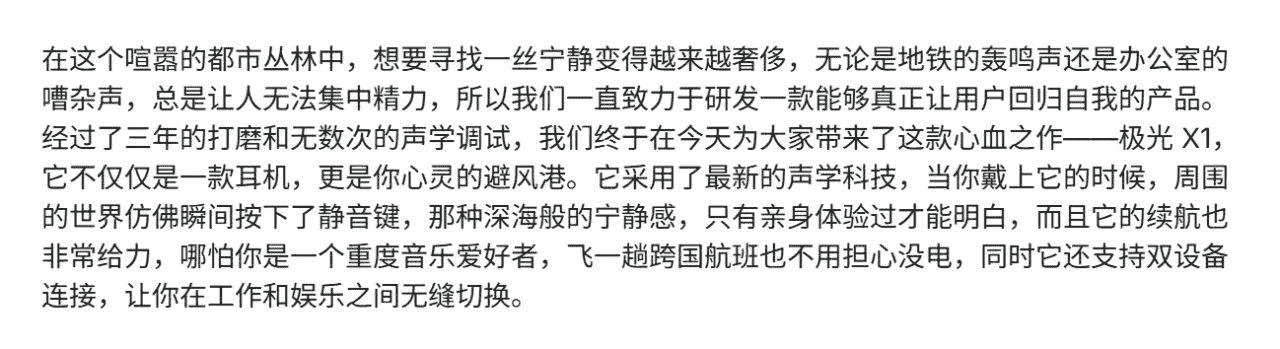 在这个喧嚣的都市丛林中，想要寻找一丝宁静变得越来越奢侈，无论是地铁的轰鸣声还是办公室的
嘈杂声，总是让人无法集中精力，所以我们一直致力于研发一款能够真正让用户回归自我的产品。
经过了三年的打磨和无数次的声学调试，我们终于在今天为大家带来了这款心血之作——极光 X1，
它不仅仅是一款耳机，更是你心灵的避风港。它采用了最新的声学科技，当你戴上它的时候，周围
的世界仿佛瞬间按下了静音键，那种深海般的宁静感，只有亲身体验过才能明白，而且它的续航也
非常给力，哪怕你是一个重度音乐爱好者，飞一趟跨国航班也不用担心没电，同时它还支持双设备
连接，让你在工作和娱乐之间无缝切换。